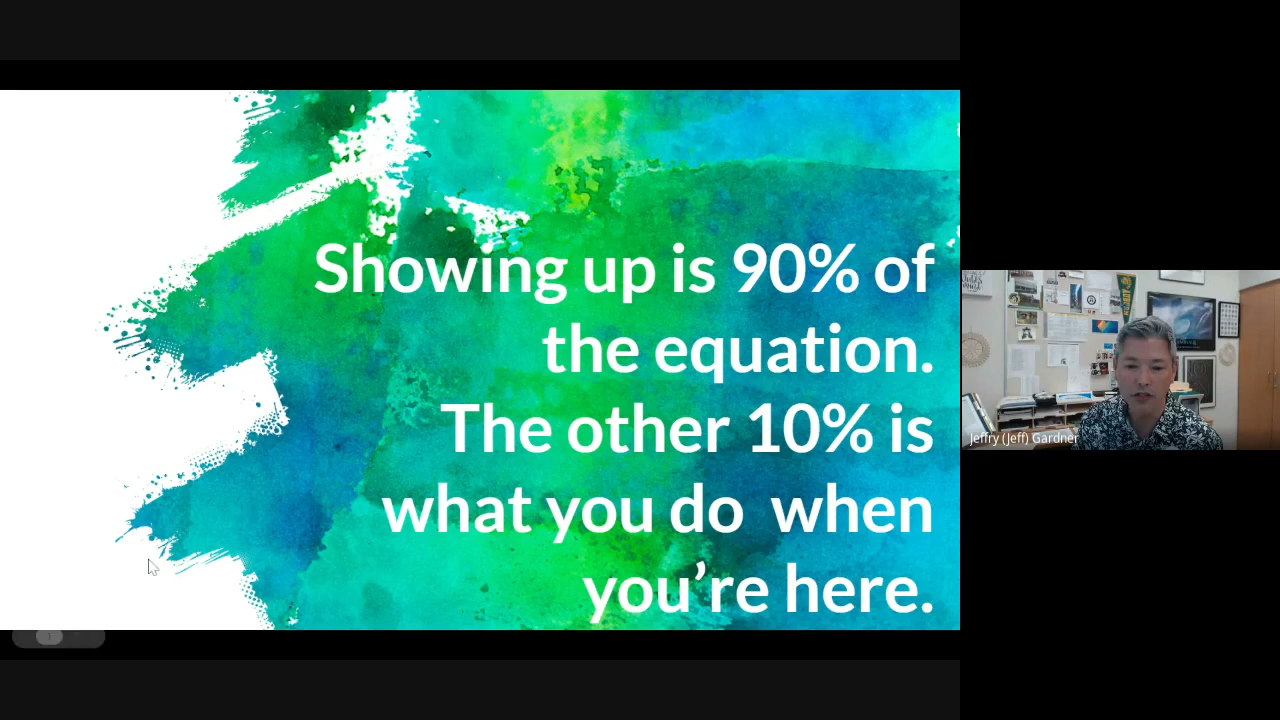 Showing up is 90% of
the equation.
The other 10% is
what you do  when
you’re here.
Jeffry (Jeff) Gardner